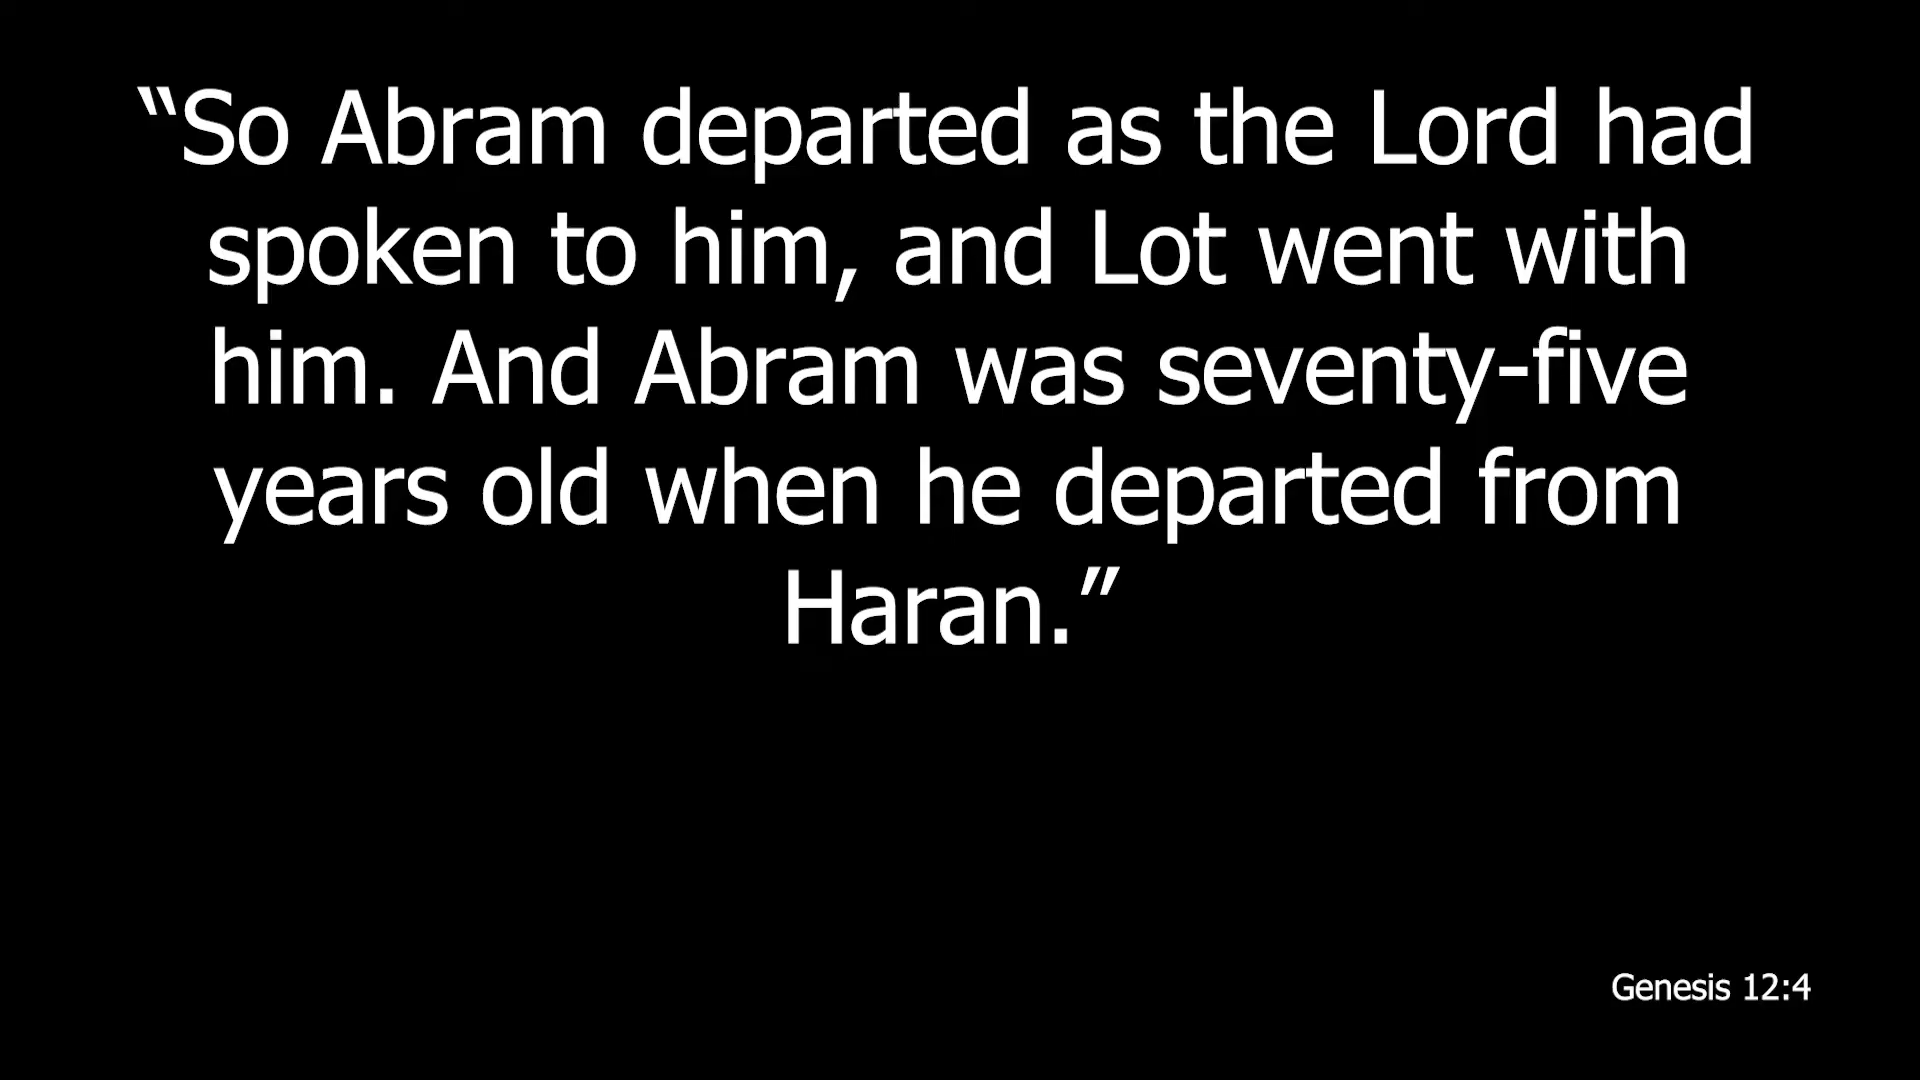 “So Abram departed as the Lord had
spoken to him, and Lot went with
him. And Abram was seventy-five
years old when he departed from
Haran.”
Genesis 12:4